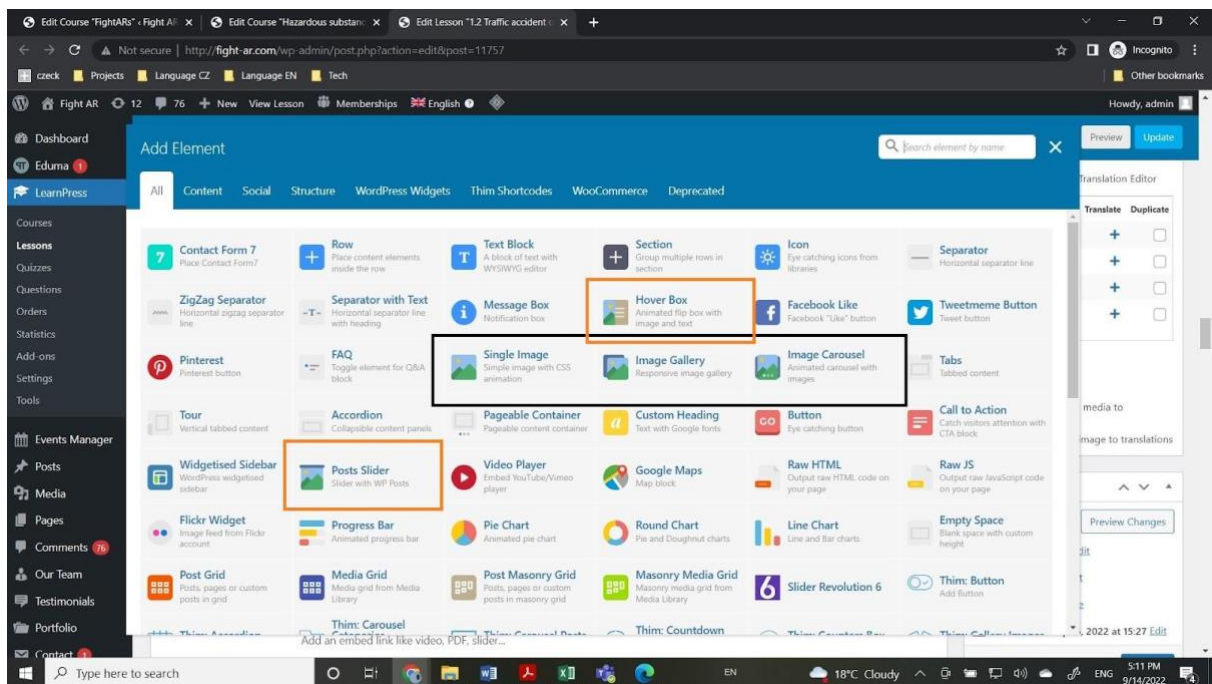 Edit Course "FightARs" ‹ Fight AR
Edit Course "Hazardous substanc
Edit Lesson "1.2 Traffic accident o
Not secure | http://fight-ar.com/wp-admin/post.php?action=edit&post=11757
Incognito
czeck Projects Language CZ Language EN Tech
Other bookmarks
Fight AR 12 76 + New View Lesson Memberships English
Howdy, admin
Dashboard
Eduma 1
LearnPress
Courses
Lessons
Quizzes
Questions
Orders
Statistics
Add-ons
Settings
Tools
Events Manager
Posts
Media
Pages
Comments 76
Our Team
Testimonials
Portfolio
Contact 1
Add Element
Search element by name
Preview
Update
All Content Social Structure WordPress Widgets Thim Shortcodes WooCommerce Deprecated
Contact Form 7
Place Contact Form7
Row
Place content elements
inside the row
Text Block
A block of text with
WYSIWYG editor
Section
Group multiple rows in
section
Icon
Eye catching icons from
libraries
Separator
Horizontal separator line
ZigZag Separator
Horizontal zigzag separator
line
Separator with Text
Horizontal separator line
with heading
Message Box
Notification box
Hover Box
Animated flip box with
image and text
Facebook Like
Facebook "Like" button
Tweetmeme Button
Tweet button
Pinterest
Pinterest button
FAQ
Toggle element for Q&A
block
Single Image
Simple image with CSS
animation
Image Gallery
Responsive image gallery
Image Carousel
Animated carousel with
images
Tabs
Tabbed content
Tour
Vertical tabbed content
Accordion
Collapsible content panels
Pageable Container
Pageable content container
Custom Heading
Text with Google fonts
Button
Eye catching button
Call to Action
Catch visitors attention with
CTA block
Widgetised Sidebar
WordPress widgetised
sidebar
Posts Slider
Slider with WP Posts
Video Player
Embed YouTube/Vimeo
player
Google Maps
Map block
Raw HTML
Output raw HTML code on
your page
Raw JS
Output raw JavaScript code
on your page
Flickr Widget
Image feed from Flickr
account
Progress Bar
Animated progress bar
Pie Chart
Animated pie chart
Round Chart
Pie and Doughnut charts
Line Chart
Line and Bar charts
Empty Space
Blank space with custom
height
Post Grid
Posts, pages or custom
posts in grid
Media Grid
Media grid from Media
Library
Post Masonry Grid
Posts, pages or custom
posts in masonry grid
Masonry Media Grid
Masonry media grid from
Media Library
Slider Revolution 6
Thim: Button
Add Button
Thim: Accordion
Thim: Carousel
Categories
Thim: Carousel Posts
Thim: Countdown
Thim: Counters Box
Thim: Gallery Images
Add an embed link like video, PDF, slider...
Translation Editor
Translate Duplicate
media to
image to translations
Preview Changes
, 2022 at 15:27 Edit
Type here to search
EN
18°C Cloudy
ENG
5:11 PM
9/14/2022